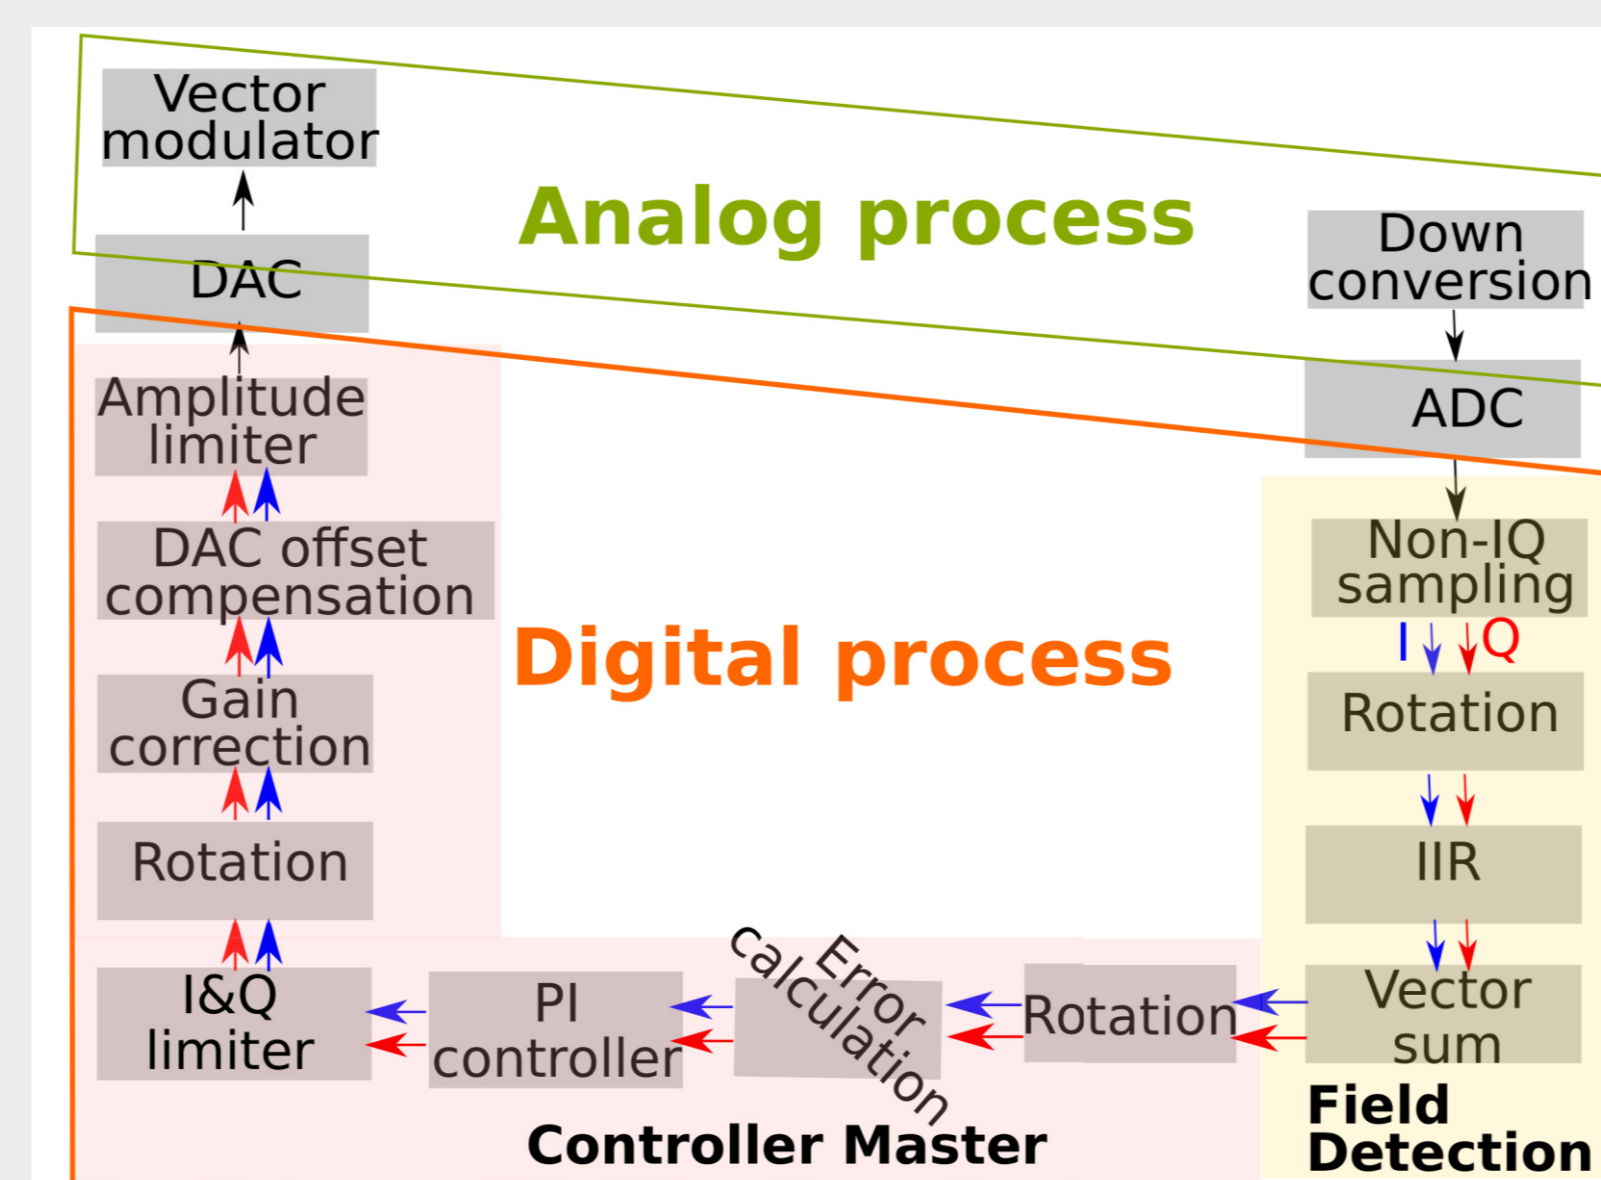 Vector
modulator
DAC
Analog process
Down
conversion
ADC
Amplitude
limiter
DAC offset
compensation
Gain
correction
Rotation
I&Q
limiter
Digital process
Non-IQ
sampling
I Q
Rotation
IIR
Vector
sum
Rotation
Error
calculation
PI
controller
Controller Master
Field
Detection